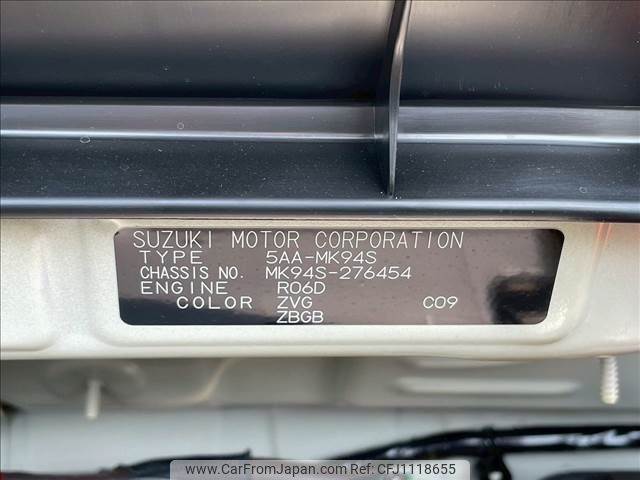 SUZUKI MOTOR CORPORATION
TYPE 5AA-MK94S
CHASSIS NO. MK94S-276454
ENGINE R06D
COLOR ZVG C09
ZBGB
www.CarFromJapan.com - Ref:CFJ1118655